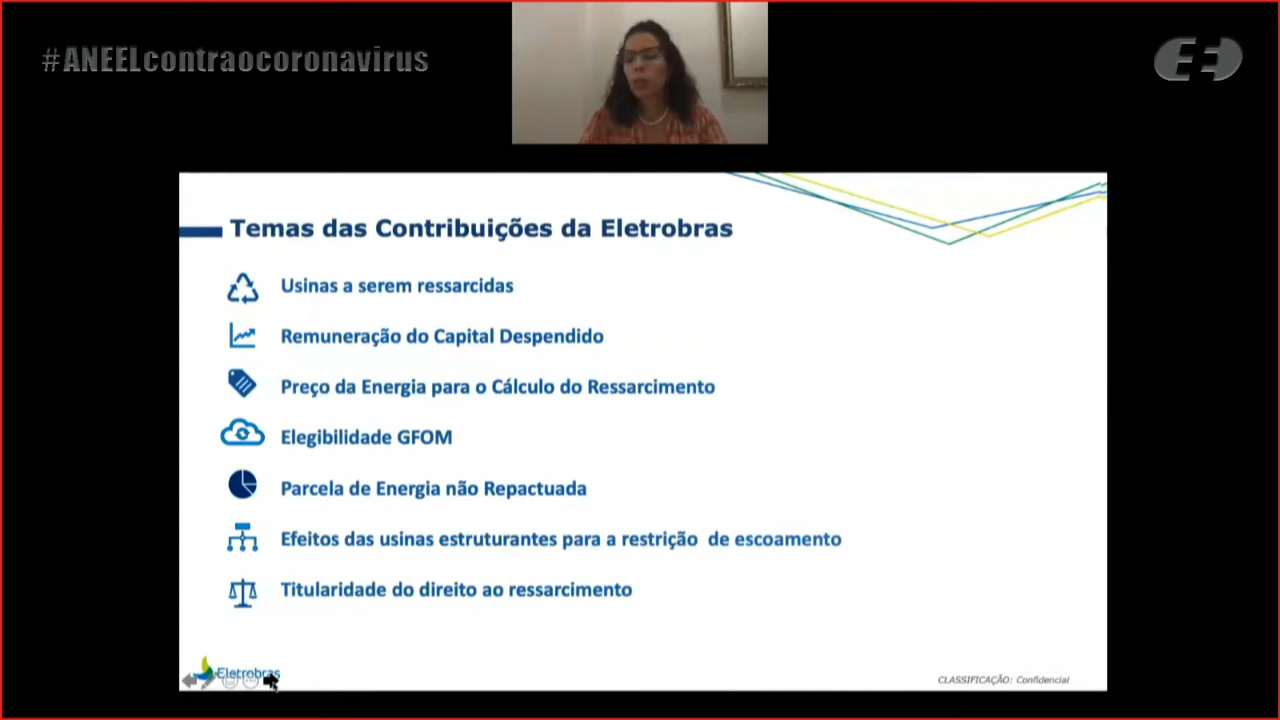 #ANEELcontraocoronavirus
Temas das Contribuições da Eletrobras
Usinas a serem ressarcidas
Remuneração do Capital Despendido
Preço da Energia para o Cálculo do Ressarcimento
Elegibilidade GFOM
Parcela de Energia não Repactuada
Efeitos das usinas estruturantes para a restrição de escoamento
Titularidade do direito ao ressarcimento
Eletrobras
CLASSIFICAÇÃO: Confidencial